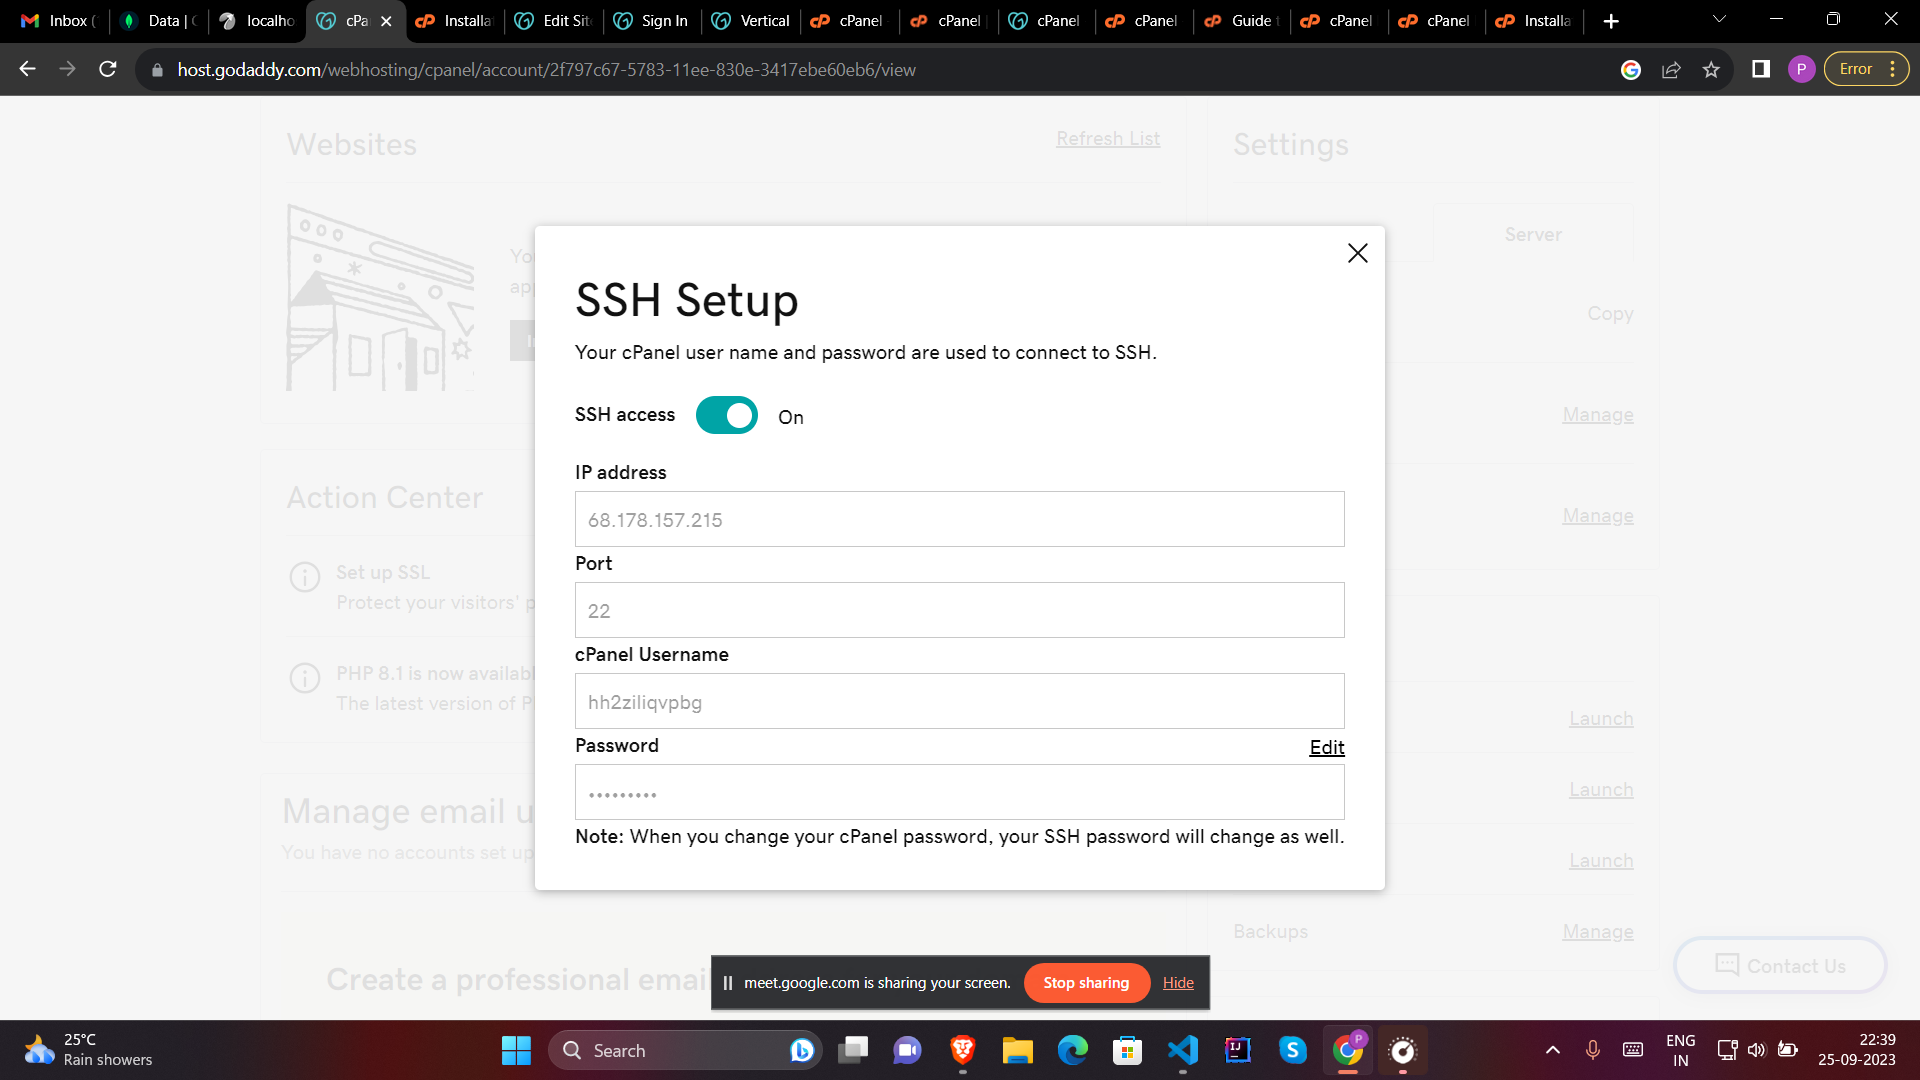 Inbox (
Data | C
localho
cPa
Installa
Edit Sit
Sign In
Vertical
cPanel
cPanel
cPanel
cPanel
Guide t
cPanel
cPanel
Installa
host.godaddy.com/webhosting/cpanel/account/2f797c67-5783-11ee-830e-3417ebe60eb6/view
P
Error
Websites
Refresh List
Settings
Server
You
app
Copy
Manage
Manage
Action Center
Set up SSL
Protect your visitors' p
PHP 8.1 is now availabl
The latest version of P
Launch
Launch
Launch
Manage email u
You have no accounts set up
Create a professional email
Backups
Manage
Contact Us
SSH Setup
Your cPanel user name and password are used to connect to SSH.
SSH access
On
IP address
68.178.157.215
Port
22
cPanel Username
hh2ziliqvpbg
Password
Edit
•••••••••
Note: When you change your cPanel password, your SSH password will change as well.
meet.google.com is sharing your screen.
Stop sharing
Hide
25°C
Rain showers
Search
ENG
IN
22:39
25-09-2023